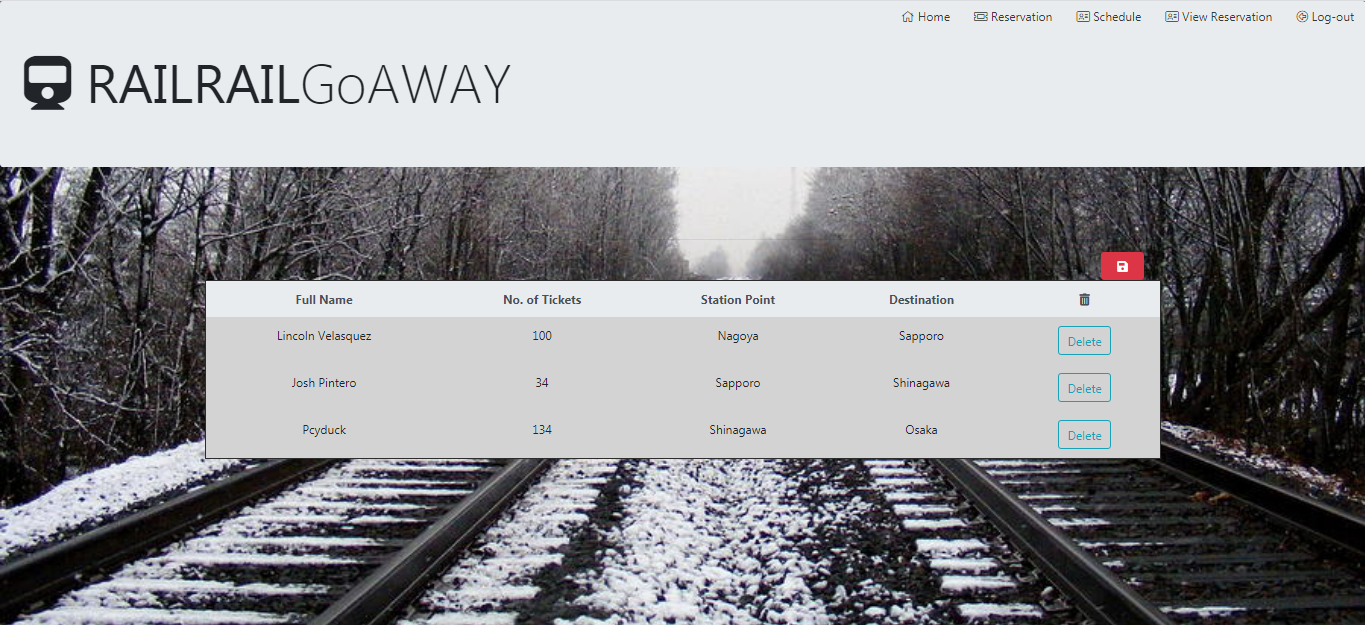 Home Reservation Schedule View Reservation Log-out
RAILRAILGoAWAY
Full Name No. of Tickets Station Point Destination
Lincoln Velasquez 100 Nagoya Sapporo Delete
Josh Pintero 34 Sapporo Shinagawa Delete
Pcyduck 134 Shinagawa Osaka Delete